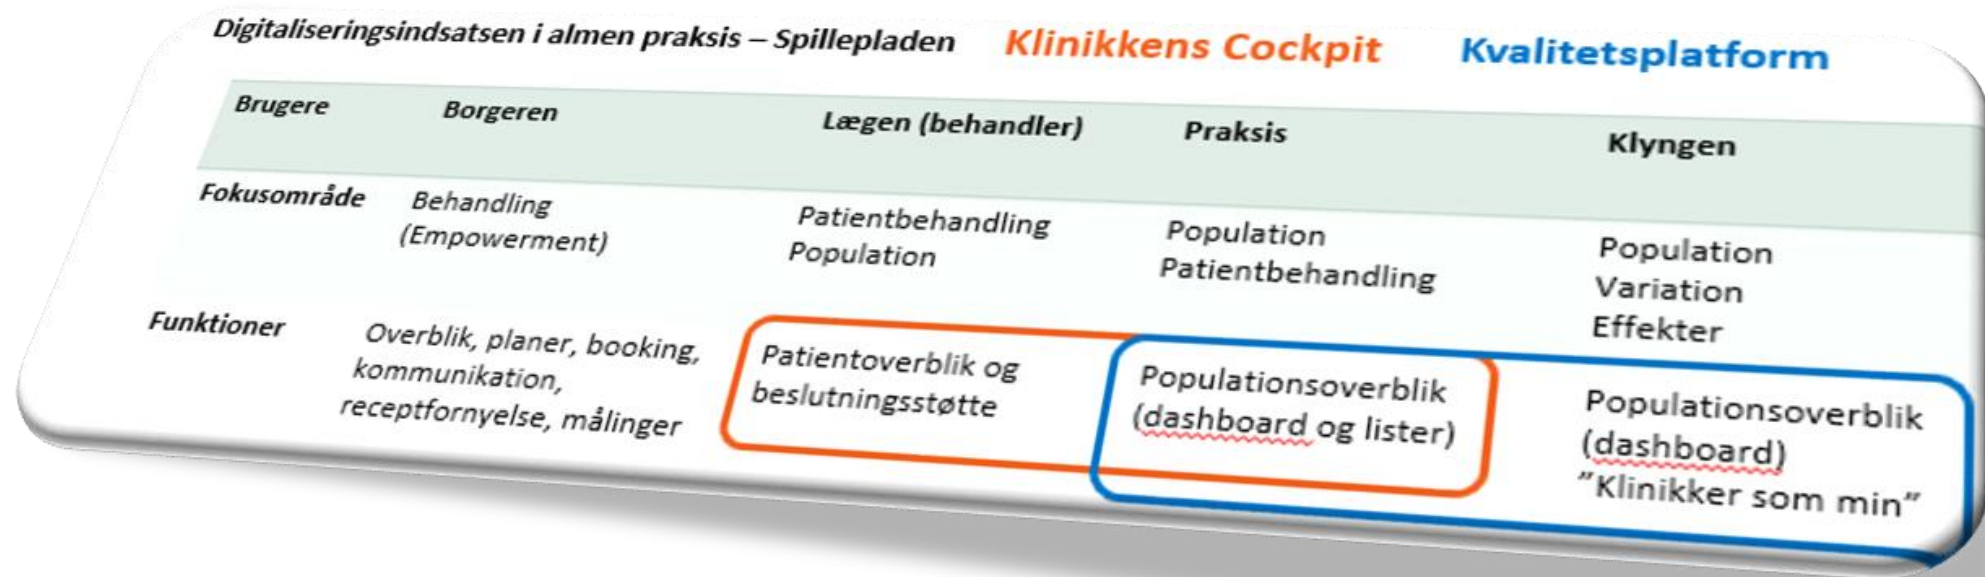 Digitaliseringsindsatsen i almen praksis – Spillepladen
Klinikkens Cockpit
Kvalitetsplatform
Brugere
Borgeren
Lægen (behandler)
Praksis
Klyngen
Fokusområde
Behandling
(Empowerment)
Patientbehandling
Population
Population
Patientbehandling
Population
Variation
Effekter
Funktioner
Overblik, planer, booking,
kommunikation,
receptfornyelse, målinger
Patientoverblik og
beslutningsstøtte
Populationsoverblik
(dashboard og lister)
Populationsoverblik
(dashboard)
”Klinikker som min”